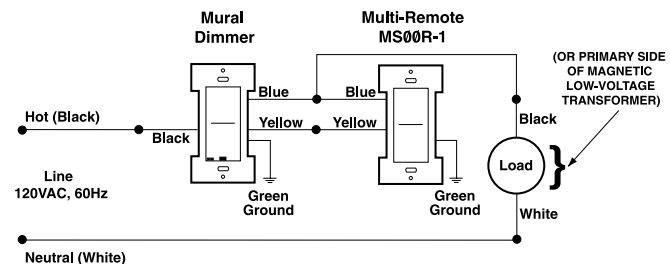 Mural
Dimmer
Multi-Remote
MS00R-1
Blue
Blue
Hot (Black)
Black
Yellow
Yellow
Line
120VAC, 60Hz
Green
Ground
Green
Ground
(OR PRIMARY SIDE
OF MAGNETIC
LOW-VOLTAGE
TRANSFORMER)
Black
Load
White
Neutral (White)